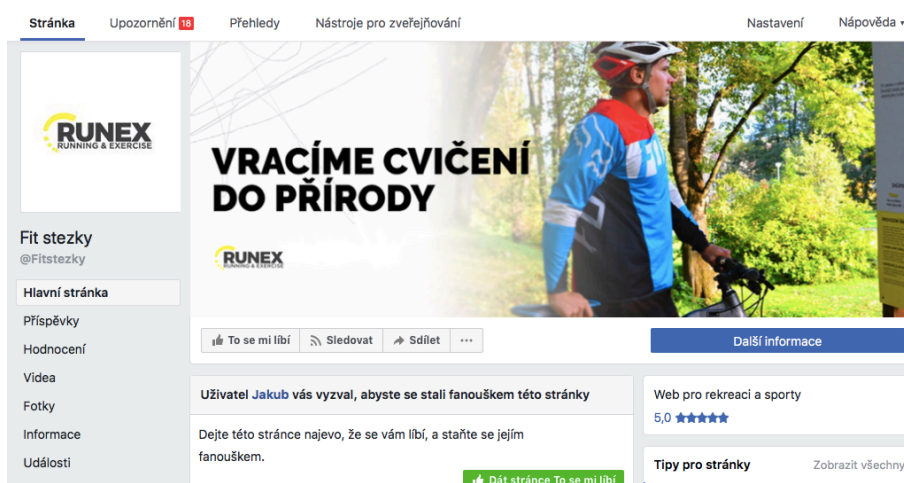 Stránka
Upozornění 18
Přehledy
Nástroje pro zveřejňování
Nastavení
Nápověda
RUNEX
RUNNING & EXERCISE
VRACÍME CVIČENÍ
DO PŘÍRODY
RUNEX
RUNNING & EXERCISE
Fit stezky
@Fitstezky
Hlavní stránka
Příspěvky
Hodnocení
Videa
Fotky
Informace
Události
To se mi líbí
Sledovat
Sdílet
Další informace
Uživatel Jakub vás vyzval, abyste se stali fanouškem této stránky
Dejte této stránce najevo, že se vám líbí, a staňte se jejím
fanouškem.
Dát stránce To se mi líbí
Web pro rekreaci a sporty
5,0 ★★★★★
Tipy pro stránky
Zobrazit všechny